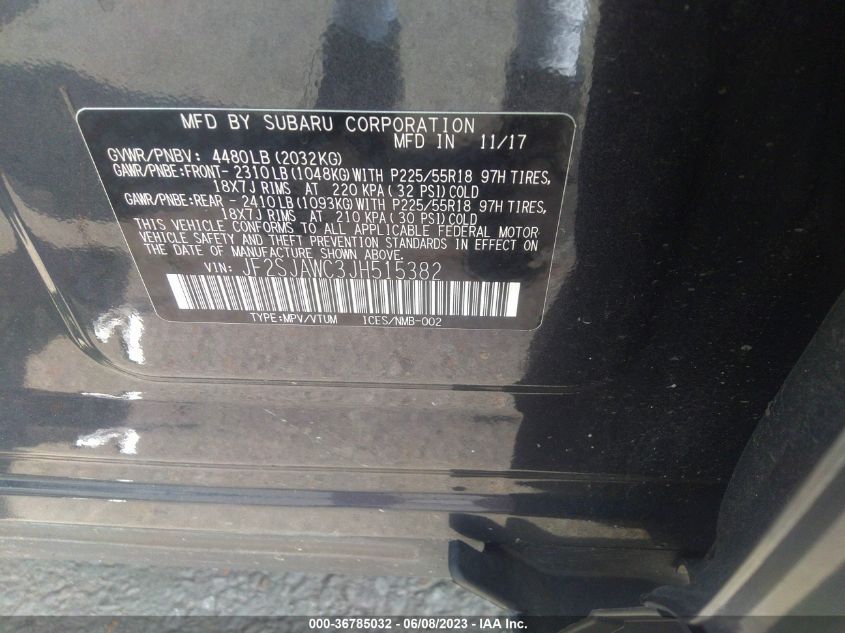 MFD BY SUBARU CORPORATION
MFD IN 11/17
GVWR/PNBV: 4480LB(2032KG)
GAWR/PNBE:FRONT- 2310LB(1048KG)WITH P225/55R18 97H TIRES,
18X7J RIMS AT 220 KPA(32 PSI)COLD
GAWR/PNBE:REAR - 2410LB(1093KG)WITH P225/55R18 97H TIRES,
18X7J RIMS AT 210 KPA(30 PSI)COLD
THIS VEHICLE CONFORMS TO ALL APPLICABLE FEDERAL MOTOR
VEHICLE SAFETY AND THEFT PREVENTION STANDARDS IN EFFECT ON
THE DATE OF MANUFACTURE SHOWN ABOVE.
VIN: JF2SJAWC3JH515382
TYPE:MPV/VTUM ICES/NMB-002
000-36785032 - 06/08/2023 - IAA Inc.